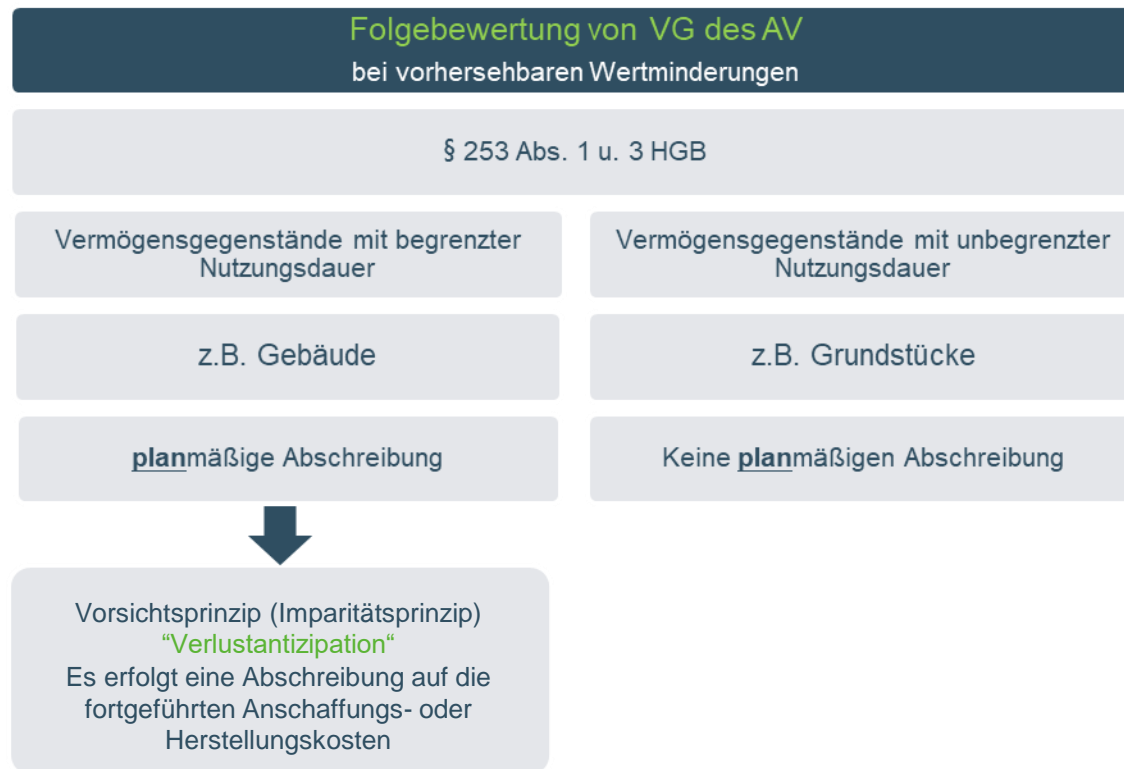 Folgebewertung von VG des AV
bei vorhersehbaren Wertminderungen
§ 253 Abs. 1 u. 3 HGB
Vermögensgegenstände mit begrenzter
Nutzungsdauer
Vermögensgegenstände mit unbegrenzter
Nutzungsdauer
z.B. Gebäude
z.B. Grundstücke
planmäßige Abschreibung
Keine planmäßigen Abschreibung
Vorsichtsprinzip (Imparitätsprinzip)
“Verlustantizipation“
Es erfolgt eine Abschreibung auf die
fortgeführten Anschaffungs- oder
Herstellungskosten